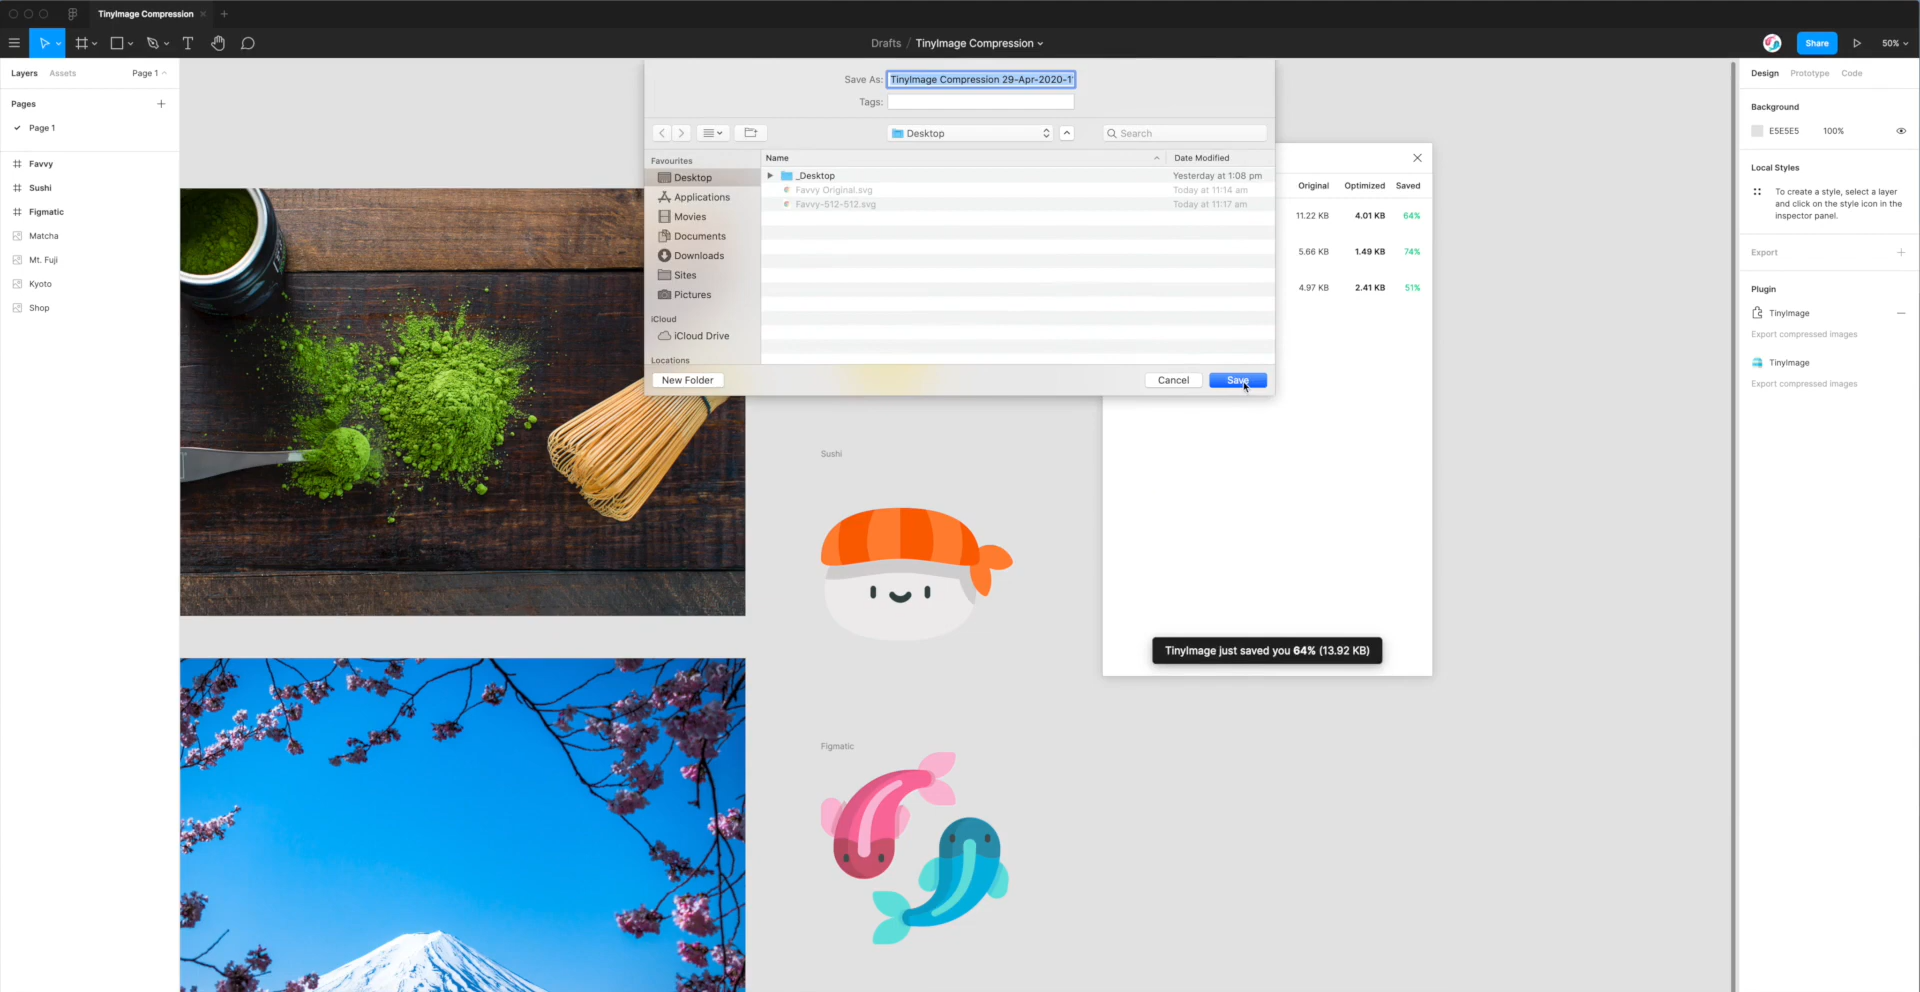 TinyImage Compression
Drafts / TinyImage Compression
Share
50%
Layers
Assets
Page 1
Pages
Page 1
Favvy
Sushi
Figmatic
Matcha
Mt. Fuji
Kyoto
Shop
Save As: TinyImage Compression 29-Apr-2020-1
Tags:
Desktop
Search
Favourites
Desktop
Applications
Movies
Documents
Downloads
Sites
Pictures
iCloud
iCloud Drive
Locations
Name
Date Modified
_Desktop
Yesterday at 1:08 pm
Favvy Original.svg
Today at 11:14 am
Favvy-512-512.svg
Today at 11:17 am
New Folder
Cancel
Save
Original Optimized Saved
11.22 KB 4.01 KB 64%
5.66 KB 1.49 KB 74%
4.97 KB 2.41 KB 51%
TinyImage just saved you 64% (13.92 KB)
Sushi
Figmatic
Design
Prototype
Code
Background
E5E5E5
100%
Local Styles
To create a style, select a layer
and click on the style icon in the
inspector panel.
Export
Plugin
TinyImage
Export compressed images
TinyImage
Export compressed images